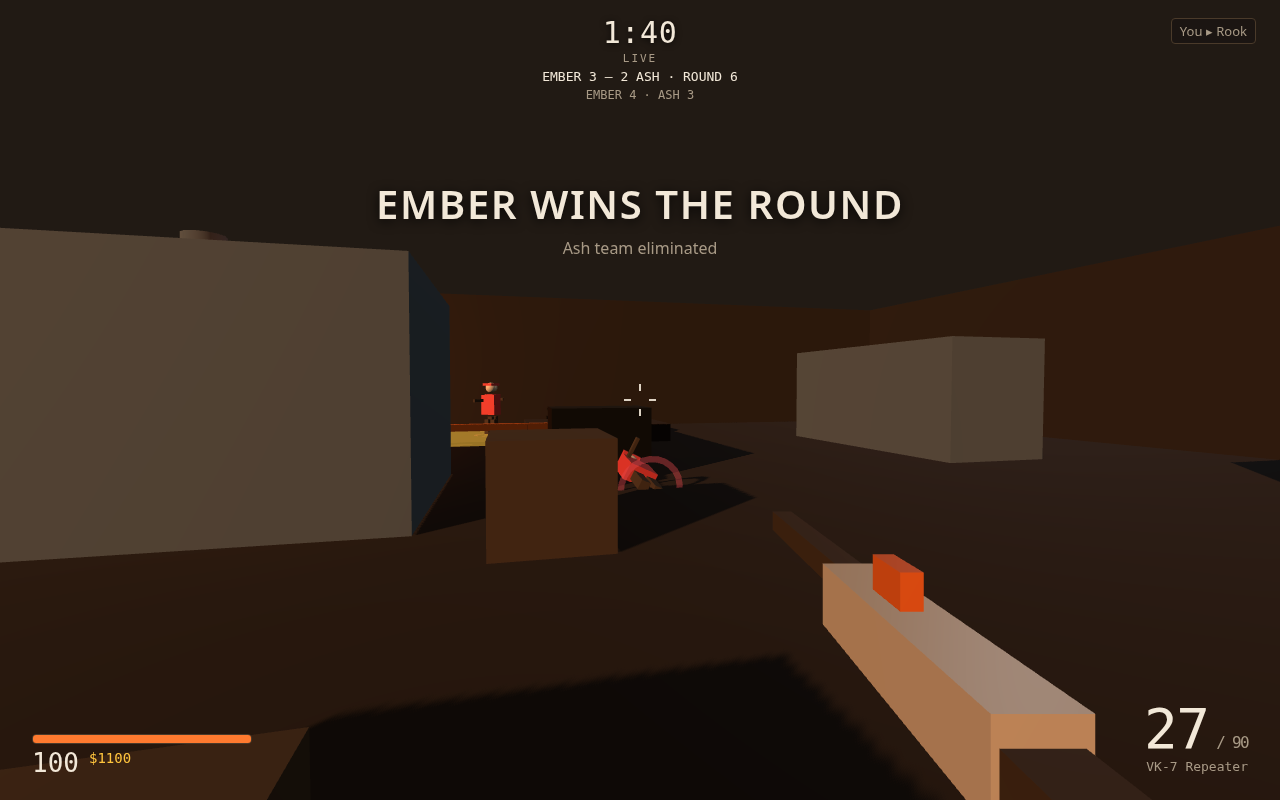 1:40
LIVE
EMBER 3 — 2 ASH · ROUND 6
EMBER 4 · ASH 3
You ▸ Rook
EMBER WINS THE ROUND
Ash team eliminated
100 $1100
27 / 90
VK-7 Repeater